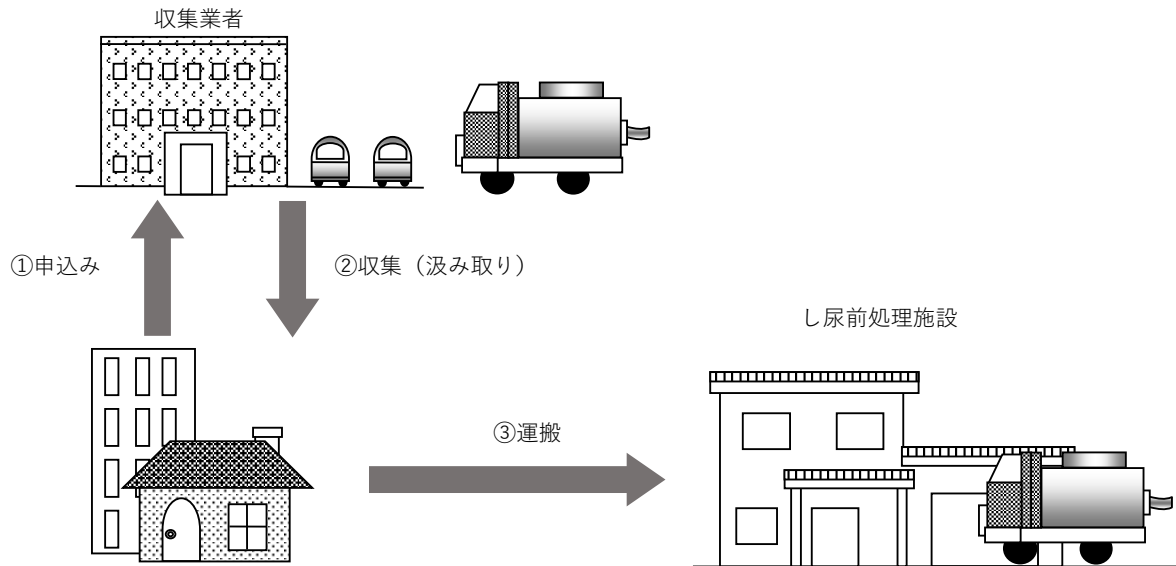 収集業者
①申込み
②収集（汲み取り）
し尿前処理施設
③運搬